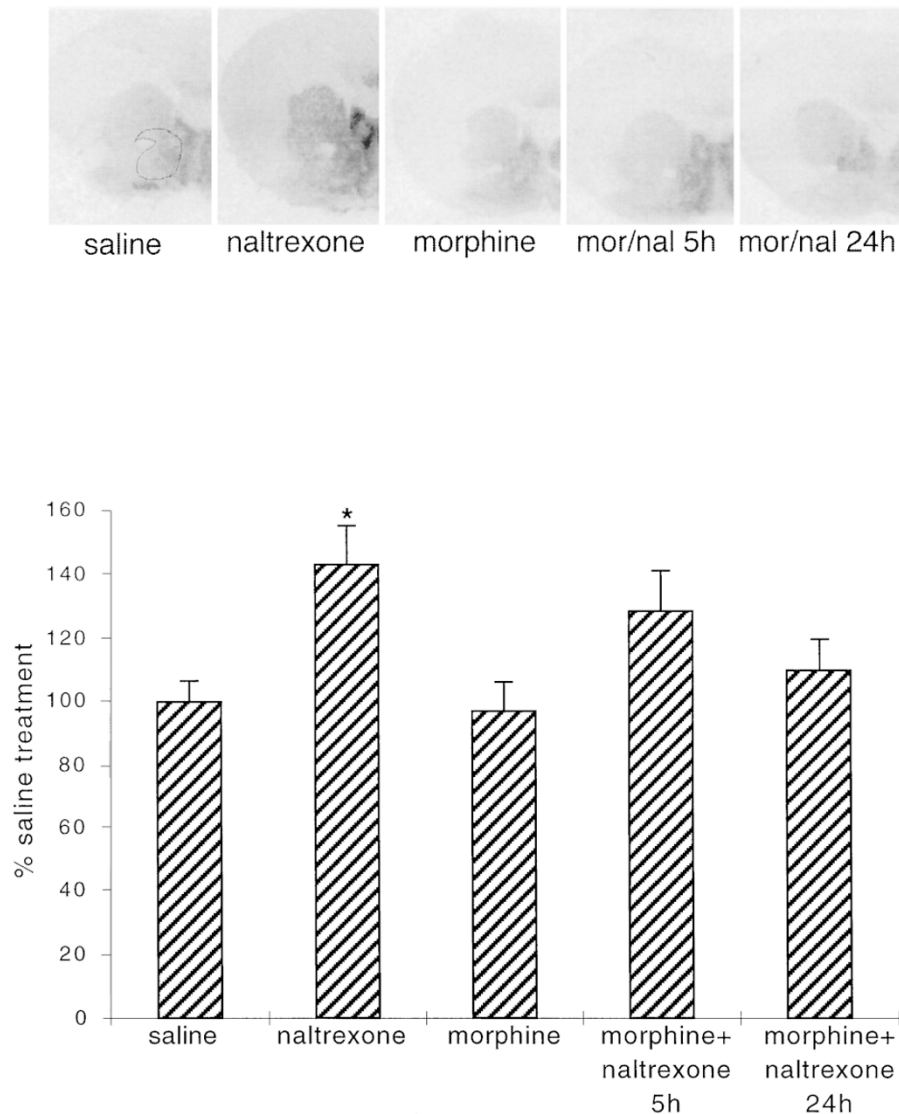 saline naltrexone morphine mor/nal 5h mor/nal 24h
160
*
140
120
100
80
60
40
20
0
% saline treatment
saline naltrexone morphine morphine+ morphine+
naltrexone naltrexone
5h 24h